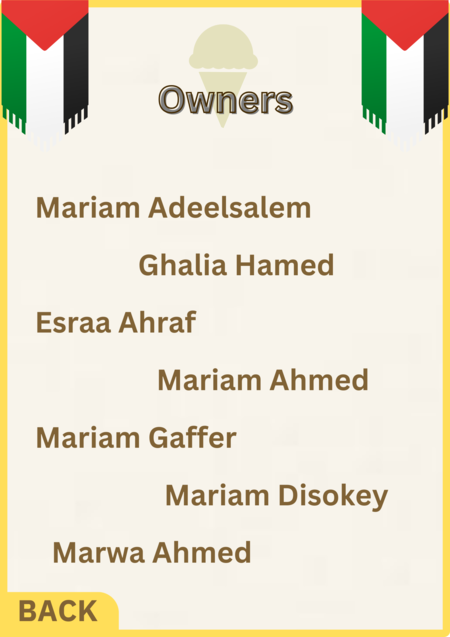 Owners
Mariam Adeelsalem
Ghalia Hamed
Esraa Ahraf
Mariam Ahmed
Mariam Gaffer
Mariam Disokey
Marwa Ahmed
BACK